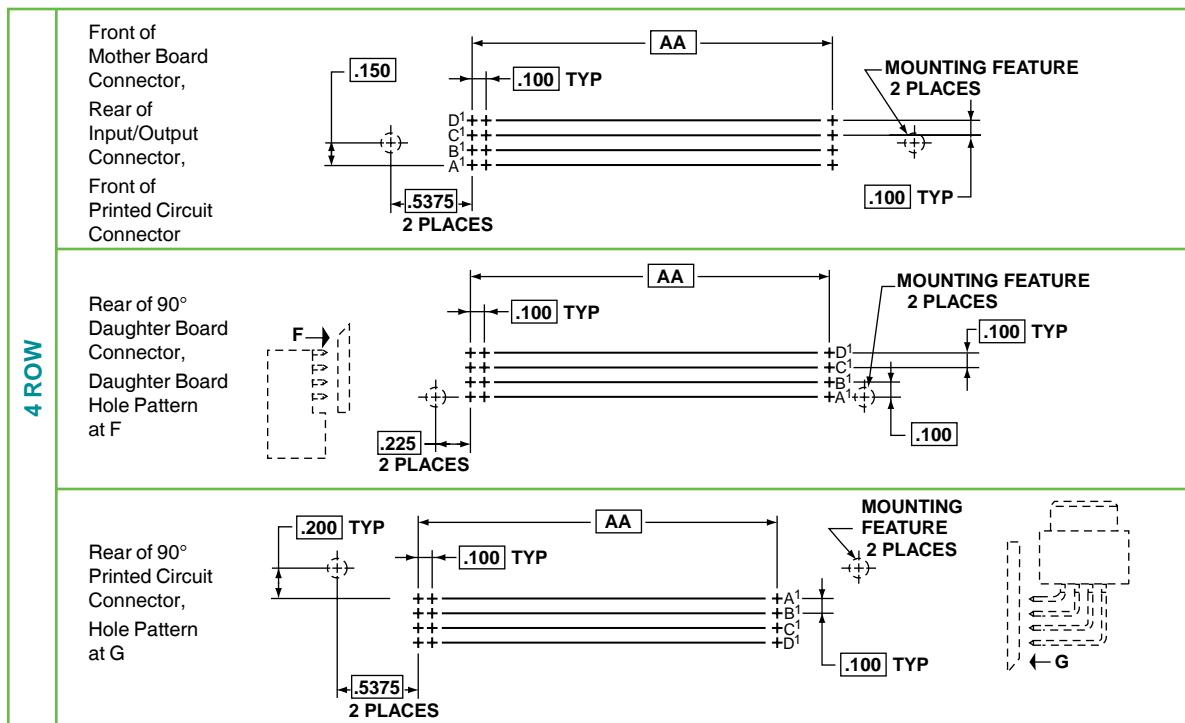 4 ROW
Front of
Mother Board
Connector,
Rear of
Input/Output
Connector,
Front of
Printed Circuit
Connector
AA
.150
.100 TYP
MOUNTING FEATURE
2 PLACES
D1
C1
B1
A1
.5375
2 PLACES
.100 TYP
Rear of 90°
Daughter Board
Connector,
Daughter Board
Hole Pattern
at F
F
AA
.100 TYP
MOUNTING FEATURE
2 PLACES
.100 TYP
D1
C1
B1
A1
.225
2 PLACES
.100
Rear of 90°
Printed Circuit
Connector,
Hole Pattern
at G
.200 TYP
AA
.100 TYP
MOUNTING
FEATURE
2 PLACES
A1
B1
C1
D1
.100 TYP
G
.5375
2 PLACES